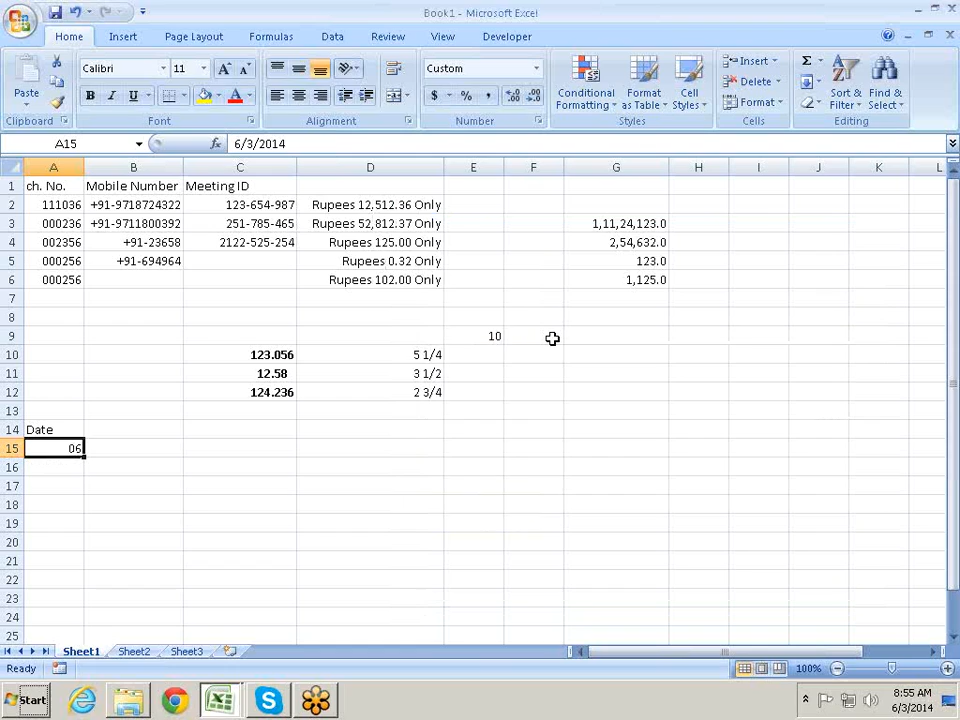 Book1 - Microsoft Excel
Home Insert Page Layout Formulas Data Review View Developer
Paste Calibri 11 A A Custom Conditional Formatting Format as Table Cell Styles Insert Delete Format Σ Sort & Filter Find & Select
B I U A $ % ,
Clipboard Font Alignment Number Styles Cells Editing
A15 fx 6/3/2014
A B C D E F G H I J K L
1 ch. No. Mobile Number Meeting ID
2 111036 +91-9718724322 123-654-987 Rupees 12,512.36 Only
3 000236 +91-9711800392 251-785-465 Rupees 52,812.37 Only 1,11,24,123.0
4 002356 +91-23658 2122-525-254 Rupees 125.00 Only 2,54,632.0
5 000256 +91-694964 Rupees 0.32 Only 123.0
6 000256 Rupees 102.00 Only 1,125.0
7
8
9 10
10 123.056 5 1/4
11 12.58 3 1/2
12 124.236 2 3/4
13
14 Date
15 06
16
17
18
19
20
21
22
23
24
25
Sheet1 Sheet2 Sheet3
Ready 100%
Start 8:55 AM
6/3/2014